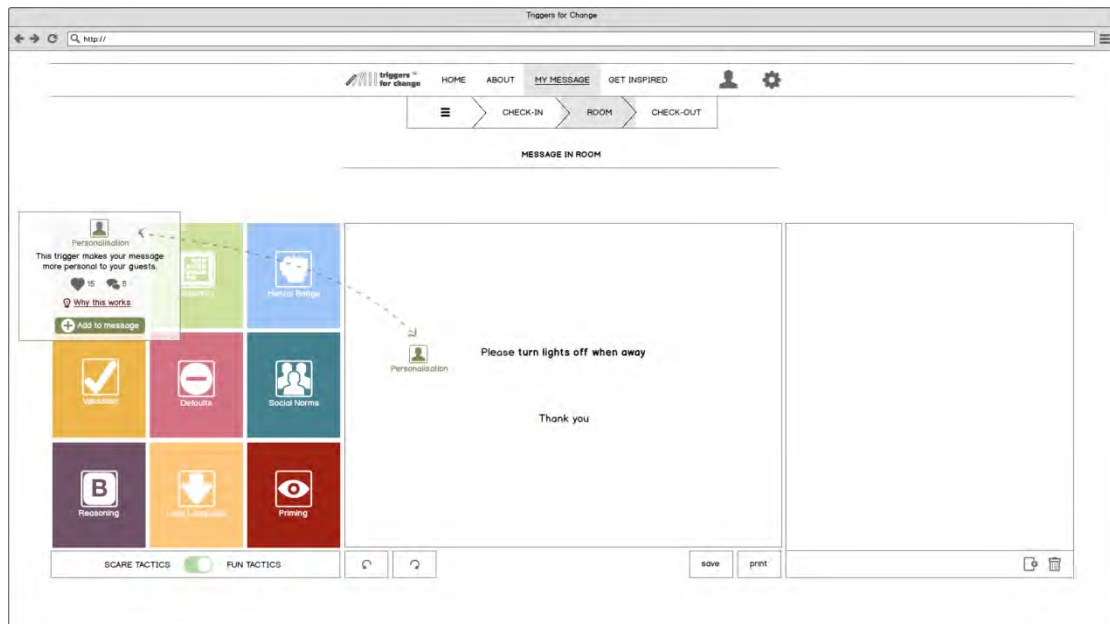 Triggers for Change
http://
triggers ™
for change
HOME
ABOUT
MY MESSAGE
GET INSPIRED
CHECK-IN
ROOM
CHECK-OUT
MESSAGE IN ROOM
Personalisation
This trigger makes your message
more personal to your guests.
15
Why this works
Add to message
Mental Range
Validation
Defaults
Social Norms
B
Reasoning
Priming
Personalisation
Please turn lights off when away
Thank you
SCARE TACTICS
FUN TACTICS
save
print